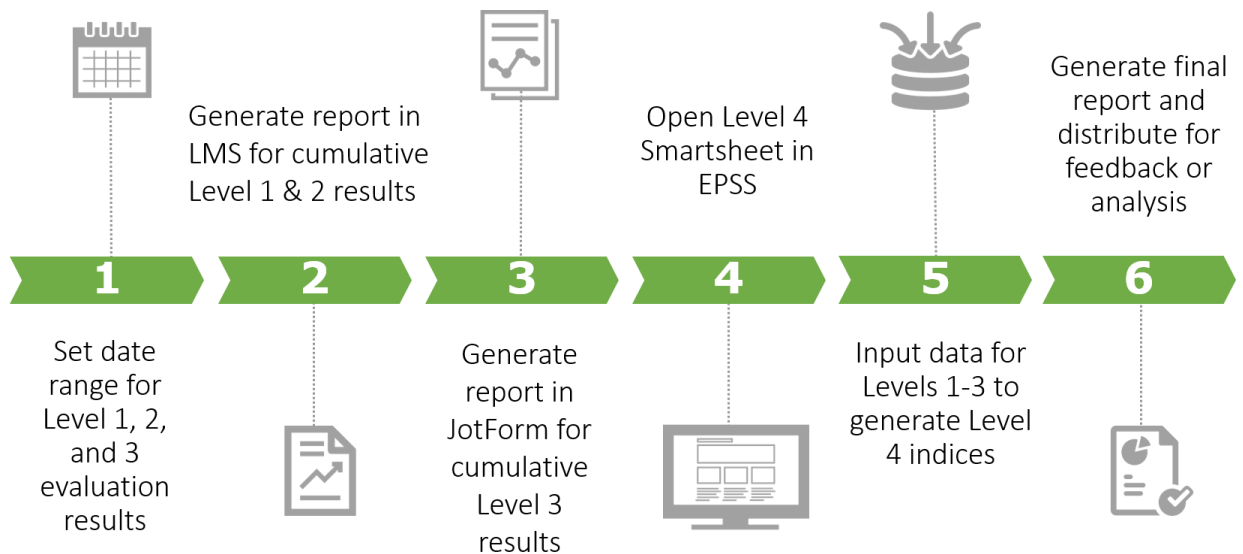 1
Set date
range for
Level 1, 2,
and 3
evaluation
results
2
Generate report in
LMS for cumulative
Level 1 & 2 results
3
Generate
report in
JotForm for
cumulative
Level 3
results
4
Open Level 4
Smartsheet in
EPSS
5
Input data for
Levels 1-3 to
generate Level
4 indices
6
Generate final
report and
distribute for
feedback or
analysis